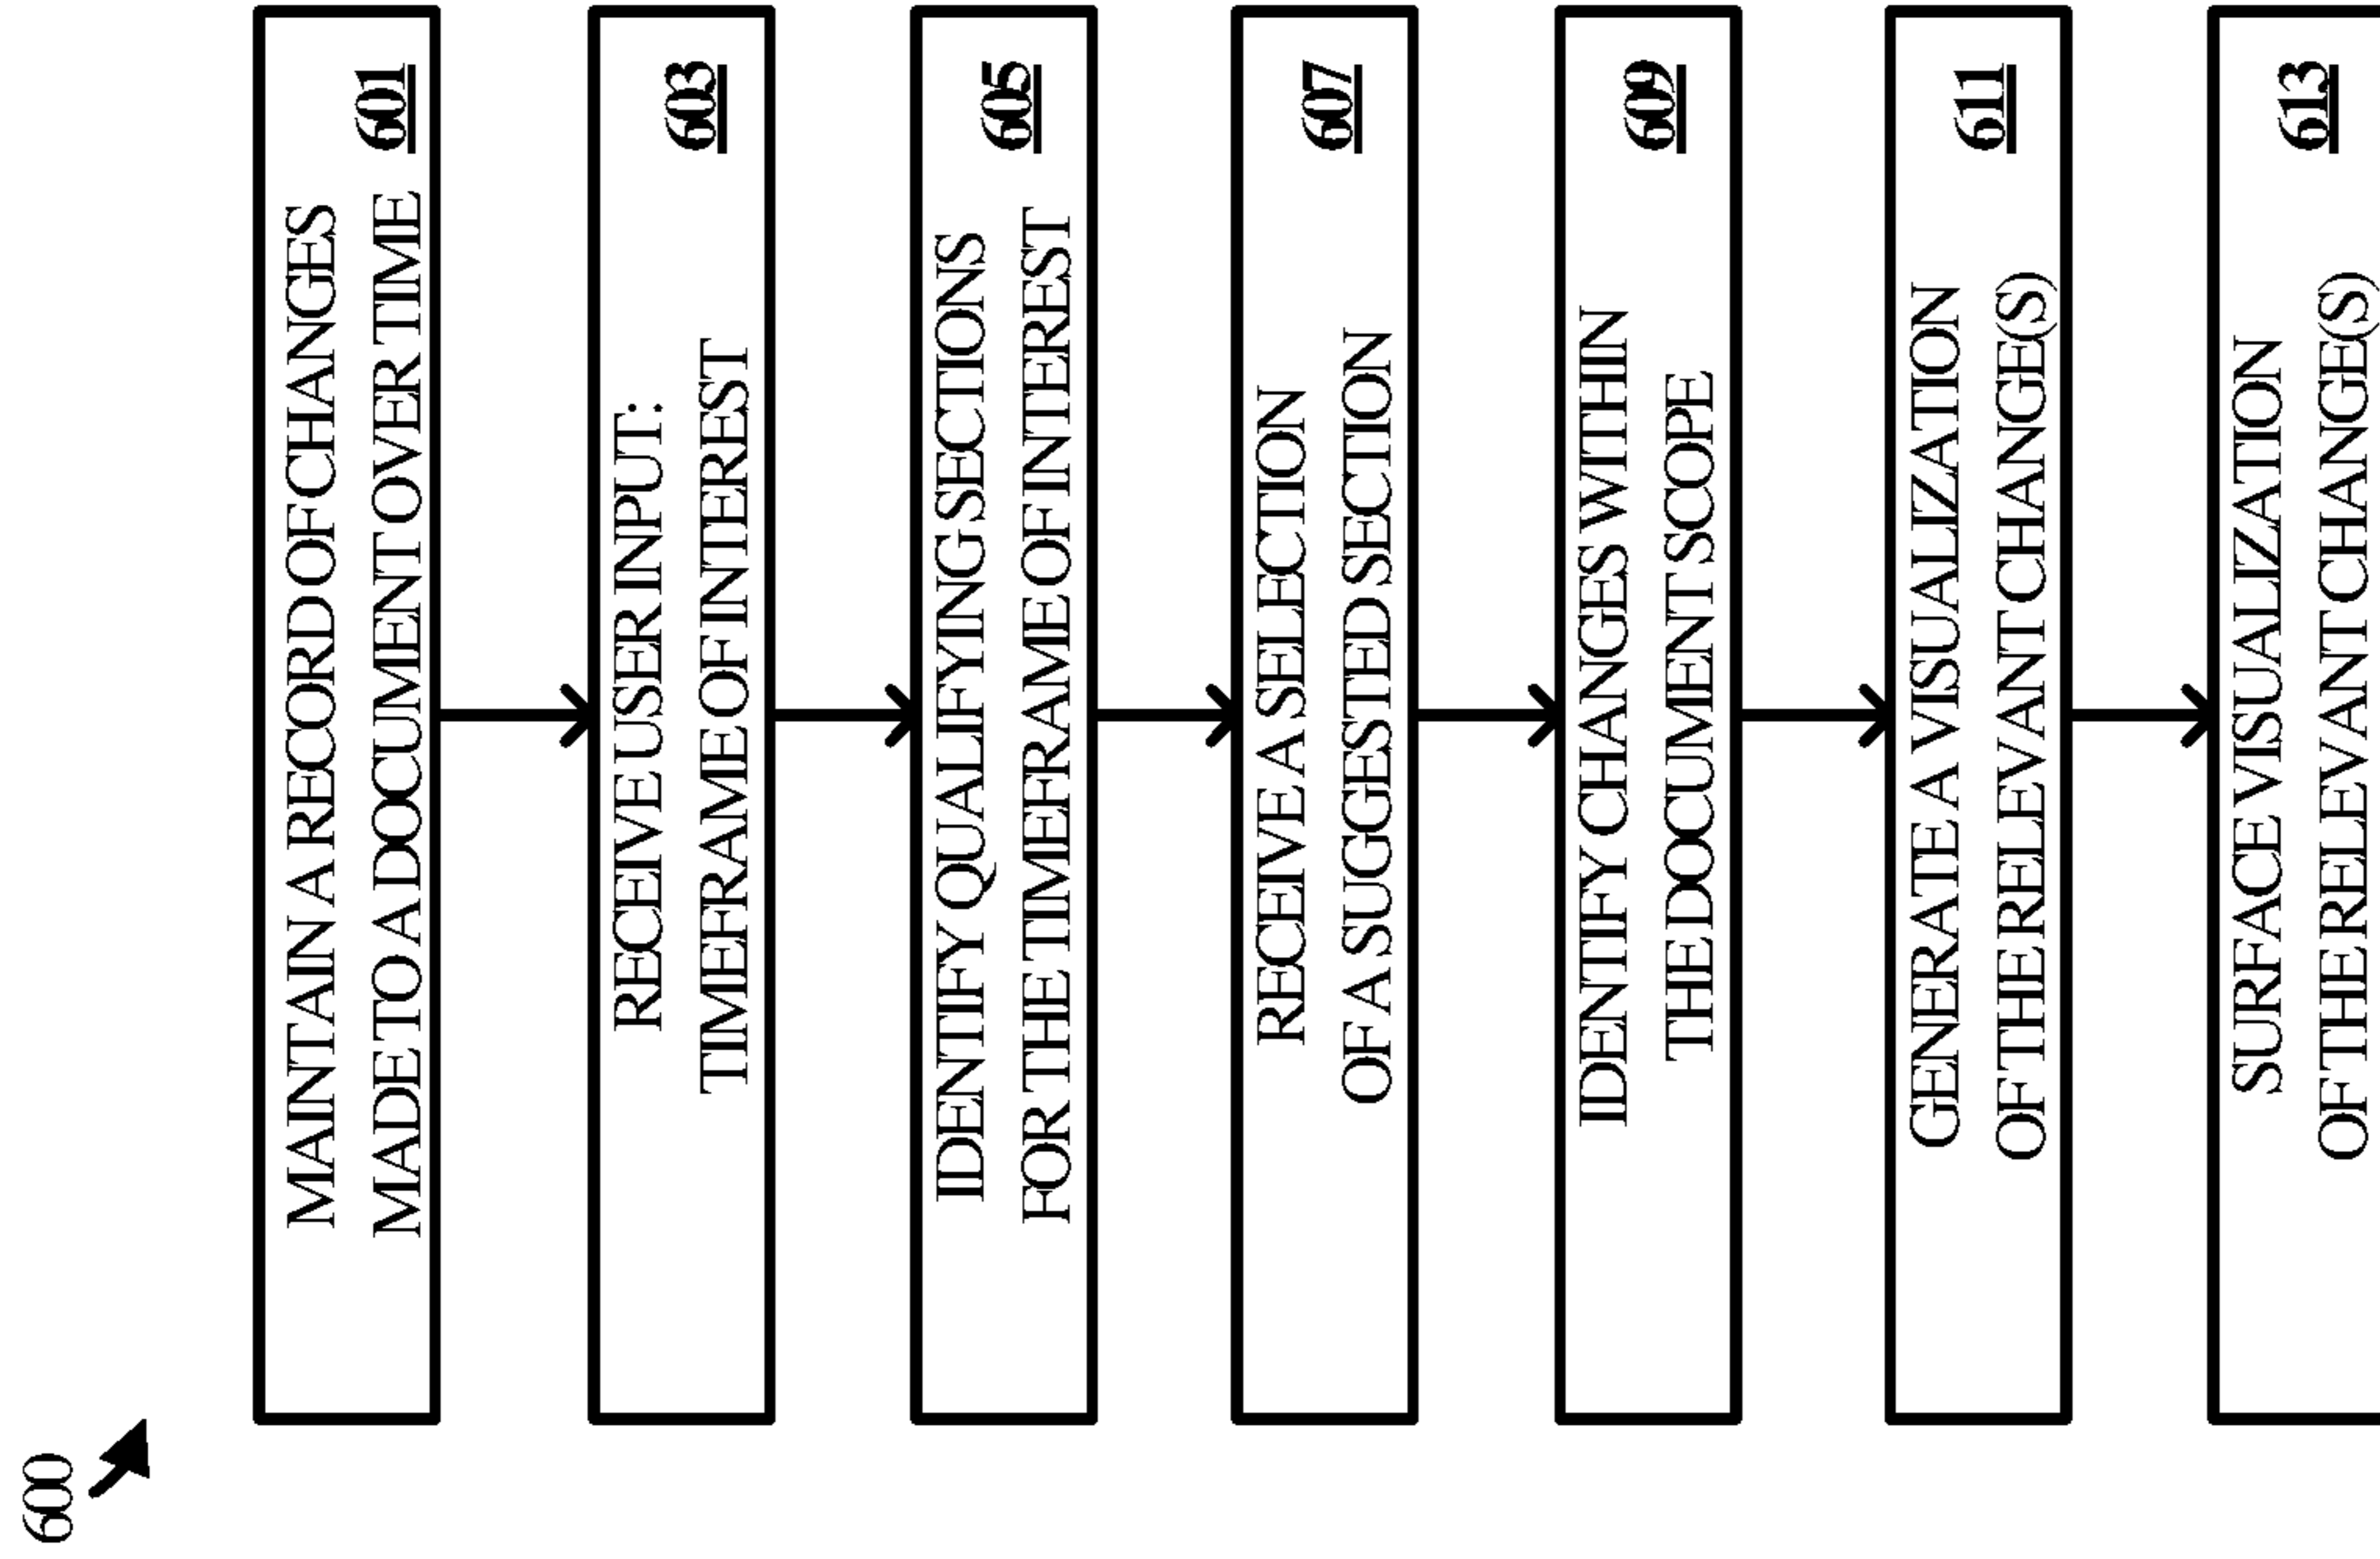 600
MAINTAIN A RECORD OF CHANGES
MADE TO A DOCUMENT OVER TIME
601
RECEIVE USER INPUT:
TIMEFRAME OF INTEREST
603
IDENTIFY QUALIFYING SECTIONS
FOR THE TIMEFRAME OF INTEREST
605
RECEIVE A SELECTION
OF A SUGGESTED SECTION
607
IDENTIFY CHANGES WITHIN
THE DOCUMENT SCOPE
609
GENERATE A VISUALIZATION
OF THE RELEVANT CHANGE(S)
611
SURFACE VISUALIZATION
OF THE RELEVANT CHANGE(S)
613